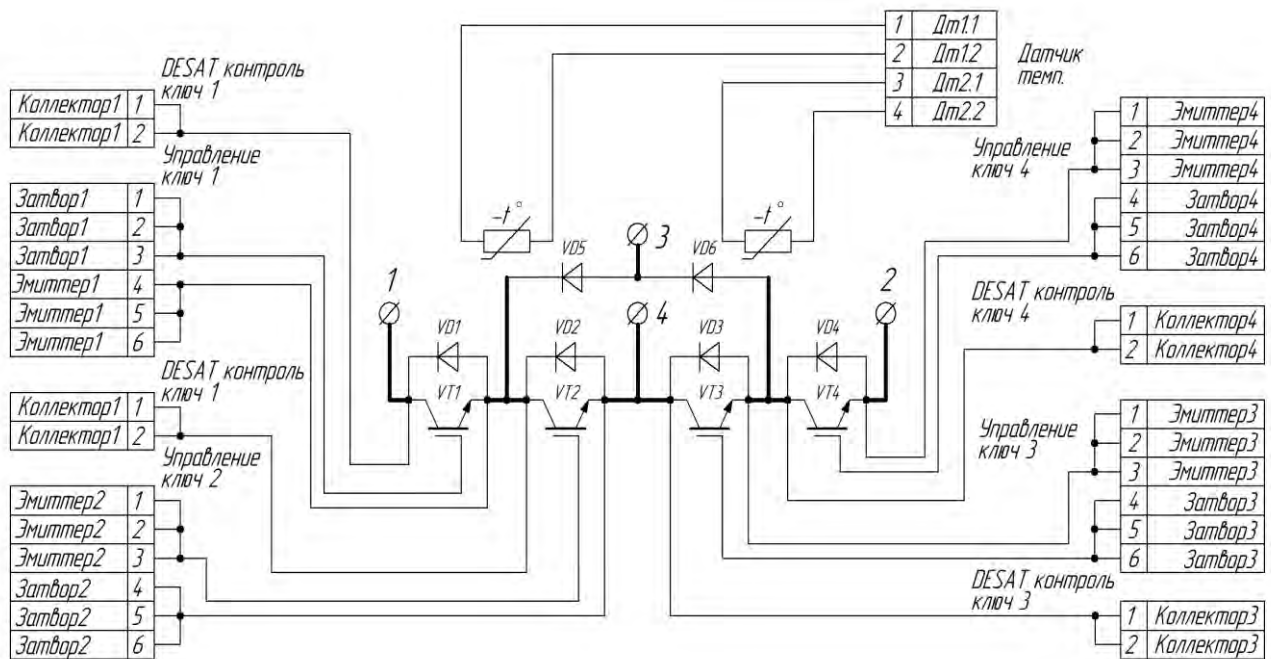 DESAT контроль
ключ 1
Коллектор1 1
Коллектор1 2
Управление
ключ 1
Затвор1 1
Затвор1 2
Затвор1 3
Эмиттер1 4
Эмиттер1 5
Эмиттер1 6
DESAT контроль
ключ 1
Коллектор1 1
Коллектор1 2
Управление
ключ 2
Эмиттер2 1
Эмиттер2 2
Эмиттер2 3
Затвор2 4
Затвор2 5
Затвор2 6
1 Дт1.1
2 Дт1.2
3 Дт2.1
4 Дт2.2
Датчик
темп.
-t°
-t°
3
VD5
VD6
1
4
2
VD1
VD2
VD3
VD4
VT1
VT2
VT3
VT4
Управление
ключ 4
1 Эмиттер4
2 Эмиттер4
3 Эмиттер4
4 Затвор4
5 Затвор4
6 Затвор4
DESAT контроль
ключ 4
1 Коллектор4
2 Коллектор4
Управление
ключ 3
1 Эмиттер3
2 Эмиттер3
3 Эмиттер3
4 Затвор3
5 Затвор3
6 Затвор3
DESAT контроль
ключ 3
1 Коллектор3
2 Коллектор3